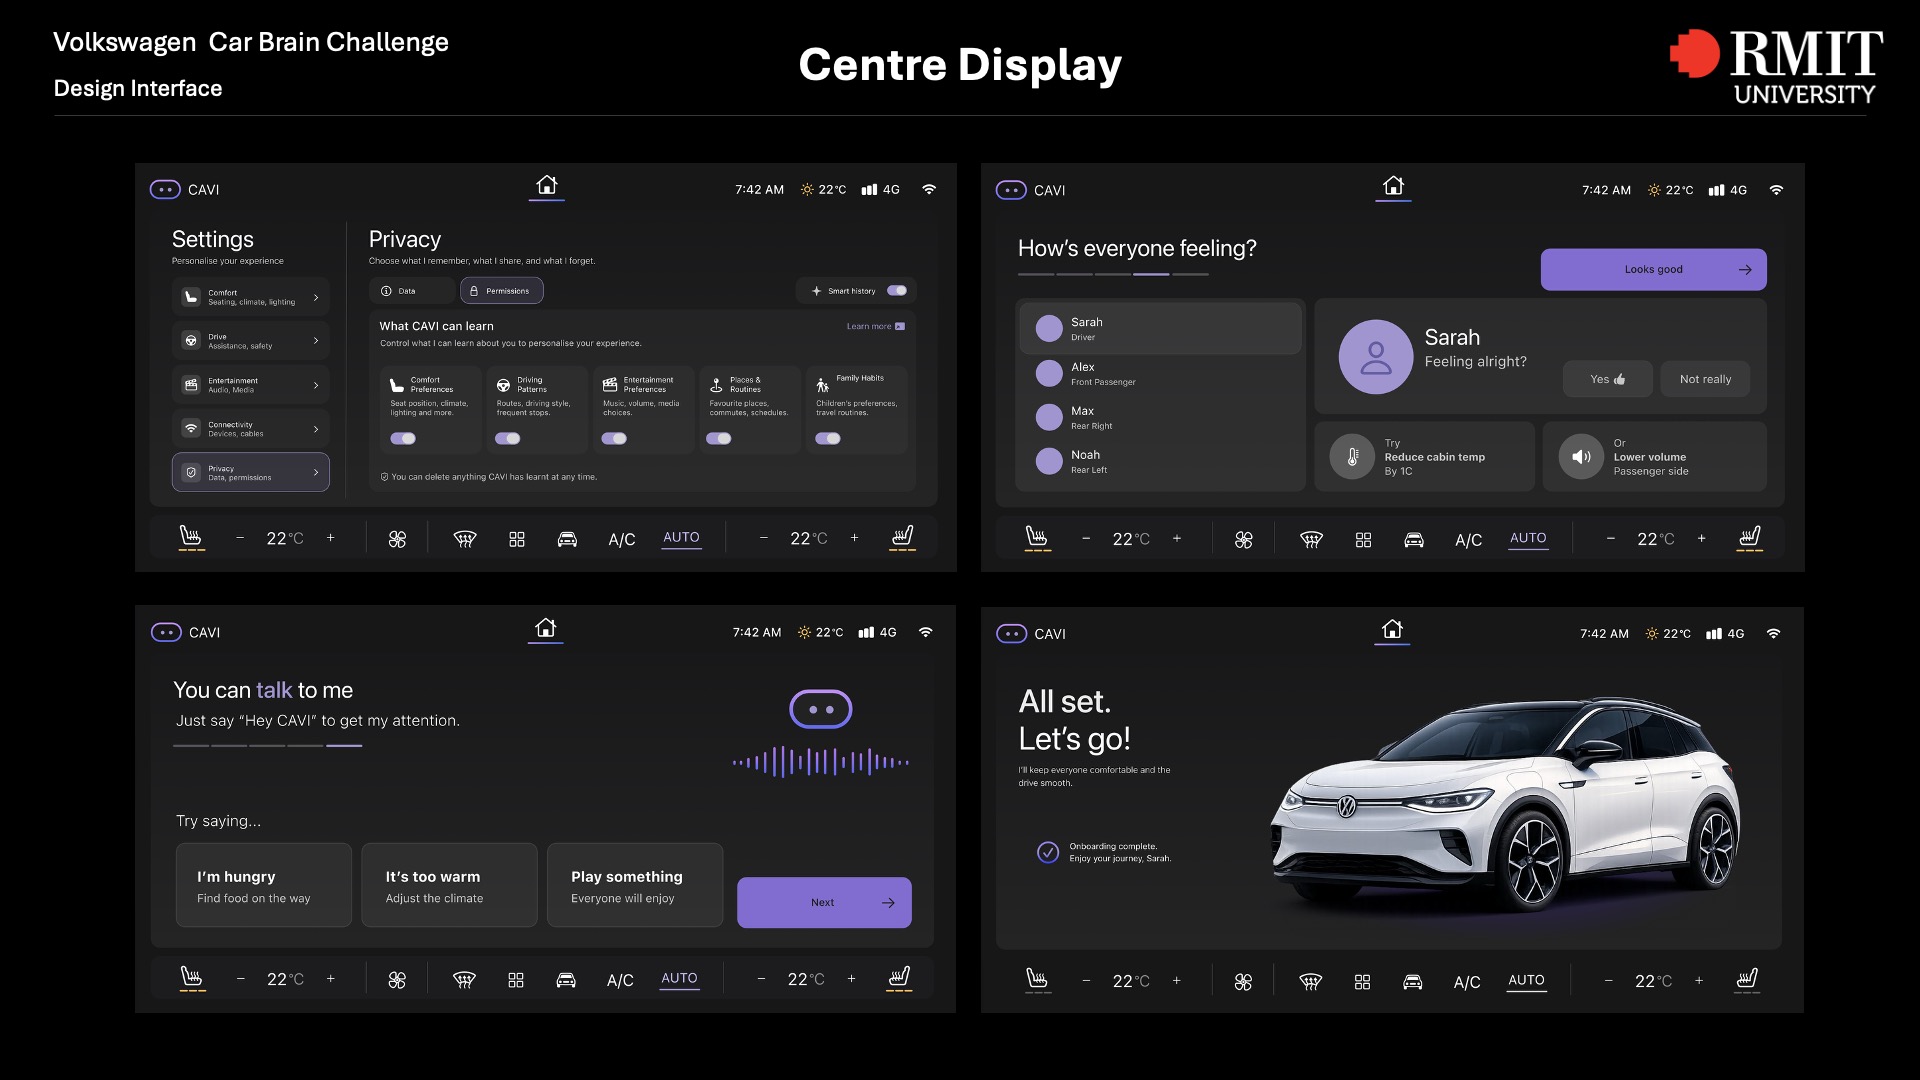 Volkswagen Car Brain Challenge
Design Interface
Centre Display
RMIT
UNIVERSITY
CAVI
7:42 AM 22°C 4G
Settings
Personalise your experience
Comfort
Seating, climate, lighting
Drive
Assistance, safety
Entertainment
Audio, Media
Connectivity
Devices, cables
Privacy
Data, permissions
Privacy
Choose what I remember, what I share, and what I forget.
Data
Permissions
Smart history
What CAVI can learn
Learn more
Control what I can learn about you to personalise your experience.
Comfort
Preferences
Seat position, climate,
lighting and more.
Driving
Patterns
Routes, driving style,
frequent stops.
Entertainment
Preferences
Music, volume, media
choices.
Places &
Routines
Favourite places,
commutes, schedules.
Family Habits
Children's preferences,
travel routines.
You can delete anything CAVI has learnt at any time.
− 22°C + A/C AUTO − 22°C +
CAVI
7:42 AM 22°C 4G
How's everyone feeling?
Looks good
Sarah
Driver
Alex
Front Passenger
Max
Rear Right
Noah
Rear Left
Sarah
Feeling alright?
Yes
Not really
Try
Reduce cabin temp
By 1C
Or
Lower volume
Passenger side
− 22°C + A/C AUTO − 22°C +
CAVI
7:42 AM 22°C 4G
You can talk to me
Just say “Hey CAVI” to get my attention.
Try saying...
I'm hungry
Find food on the way
It's too warm
Adjust the climate
Play something
Everyone will enjoy
Next
− 22°C + A/C AUTO − 22°C +
CAVI
7:42 AM 22°C 4G
All set.
Let's go!
I'll keep everyone comfortable and the
drive smooth.
Onboarding complete.
Enjoy your journey, Sarah.
− 22°C + A/C AUTO − 22°C +